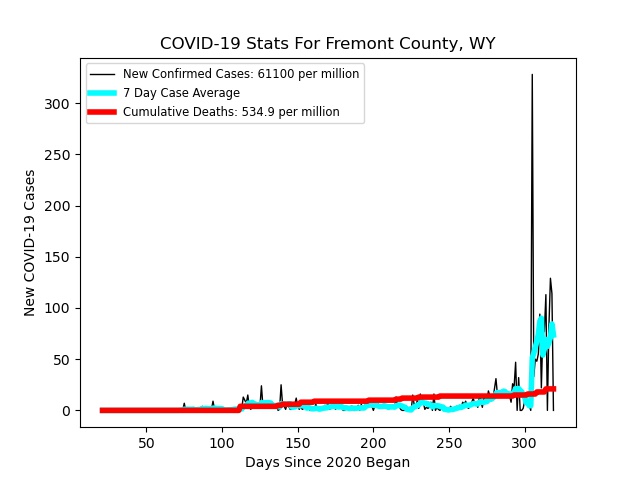 COVID-19 Stats For Fremont County, WY
New Confirmed Cases: 61100 per million
7 Day Case Average
Cumulative Deaths: 534.9 per million
New COVID-19 Cases
300
250
200
150
100
50
0
50 100 150 200 250 300
Days Since 2020 Began